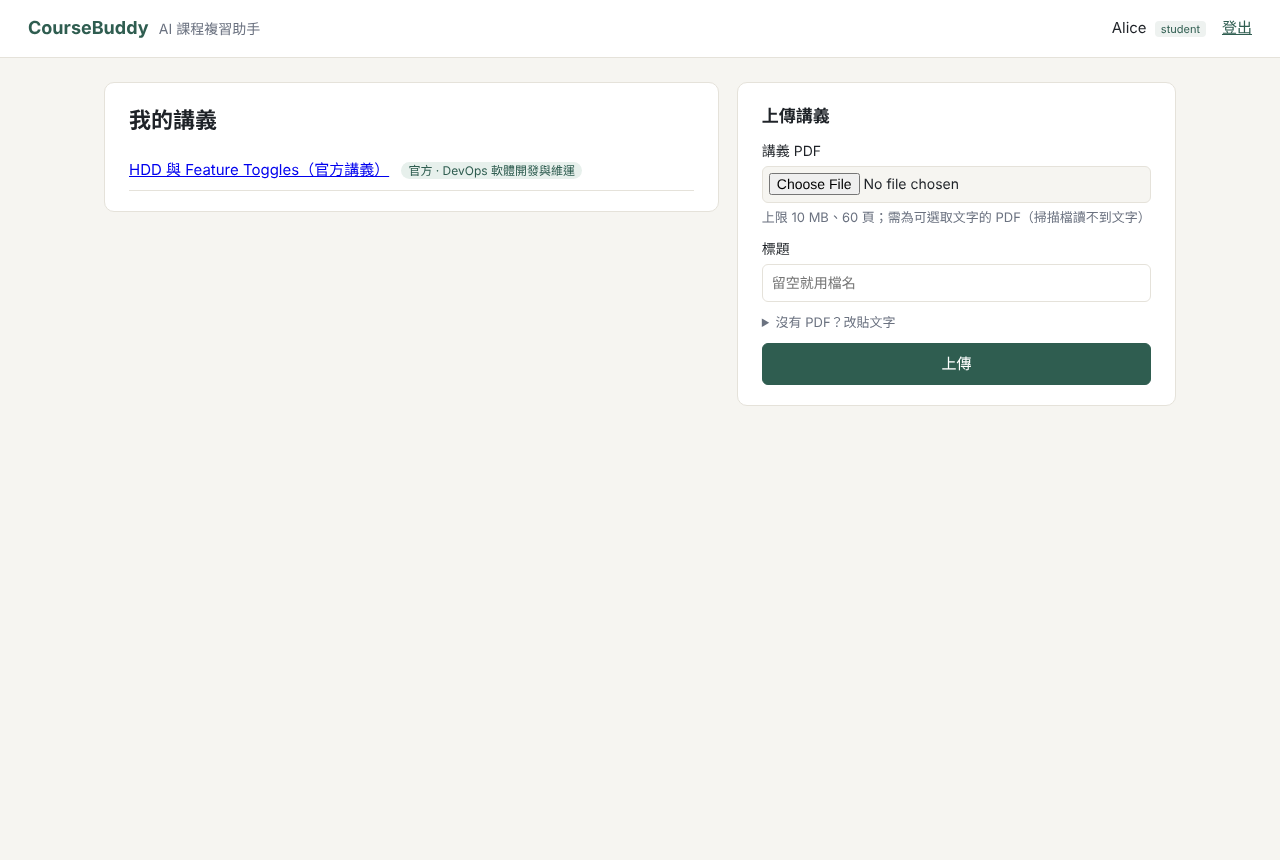 CourseBuddy AI 課程複習助手
Alice student 登出
我的講義
HDD 與 Feature Toggles（官方講義） 官方 · DevOps 軟體開發與維運
上傳講義
講義 PDF
Choose File No file chosen
上限 10 MB、60 頁；需為可選取文字的 PDF（掃描檔讀不到文字）
標題
留空就用檔名
▶ 沒有 PDF？改貼文字
上傳